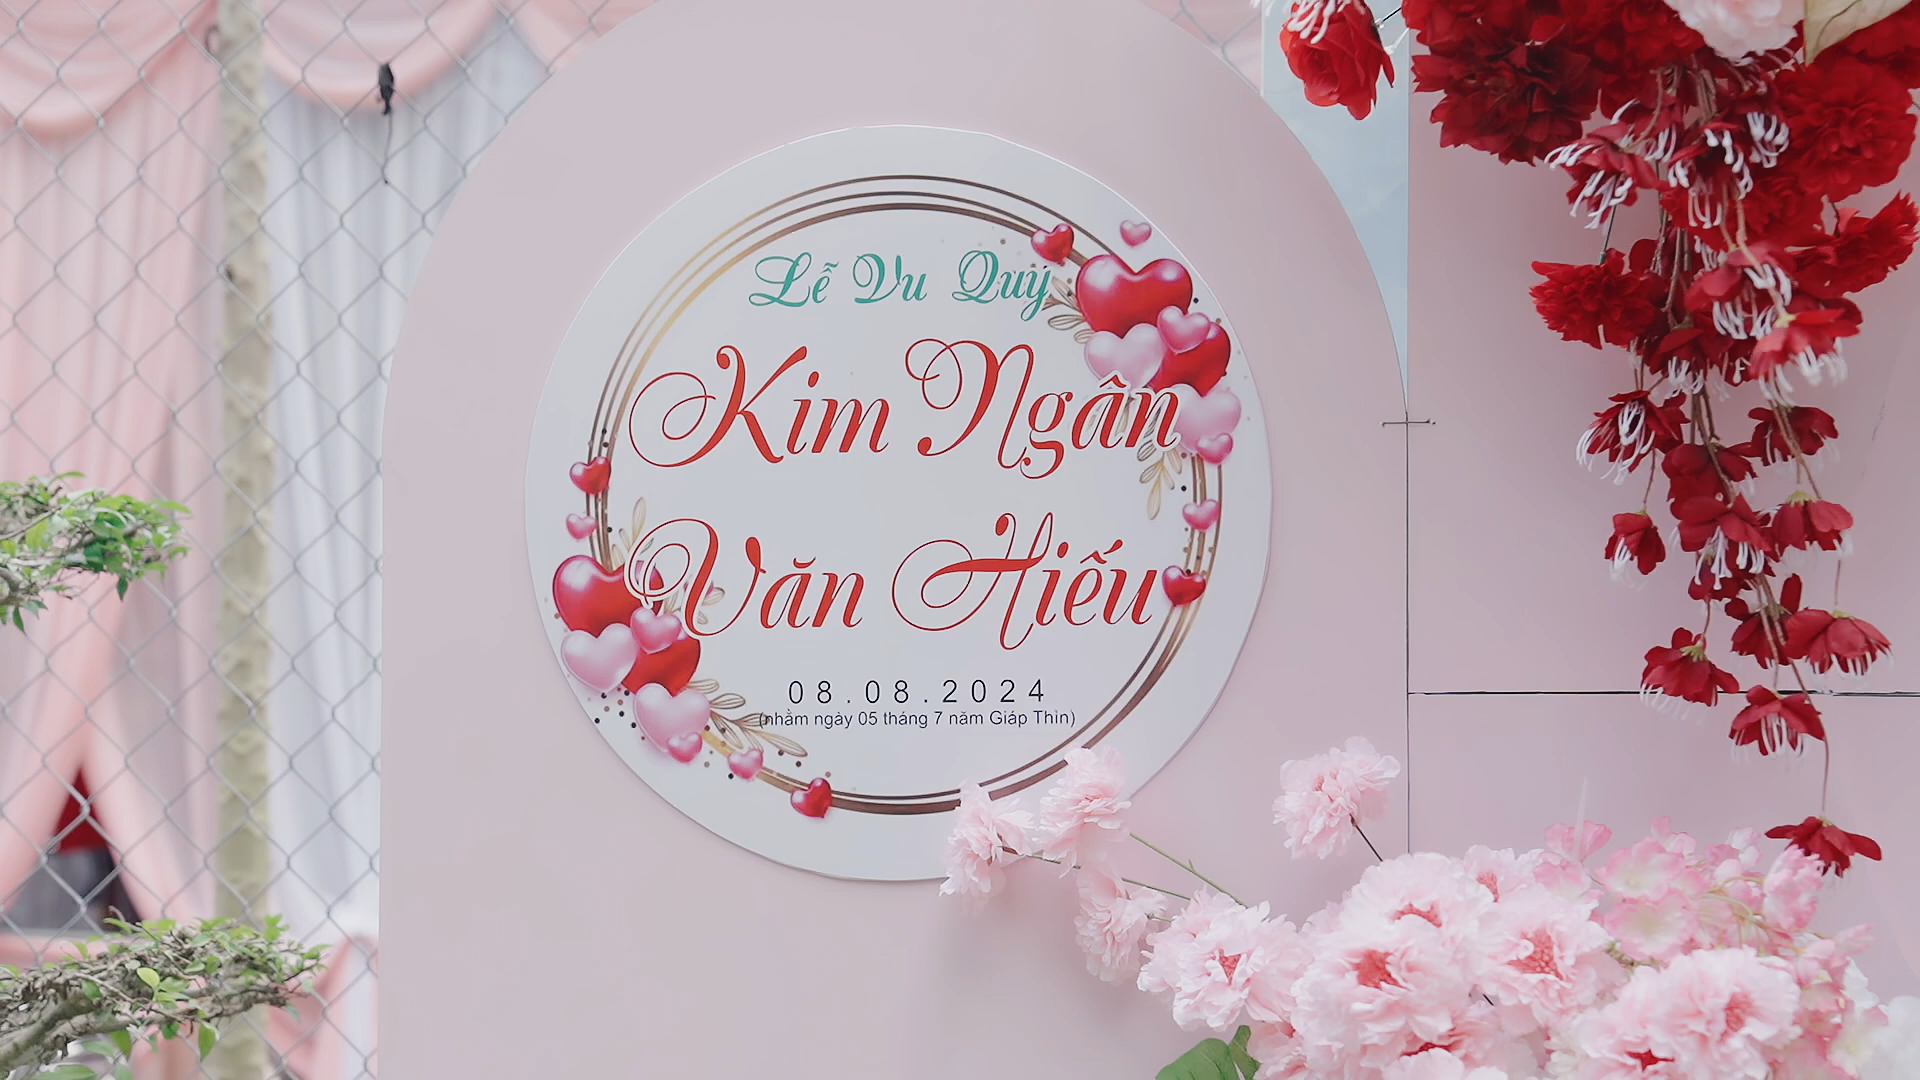 Lễ Vu Quy
Kim Ngân
Văn Hiếu
08.08.2024
(nhằm ngày 05 tháng 7 năm Giáp Thìn)